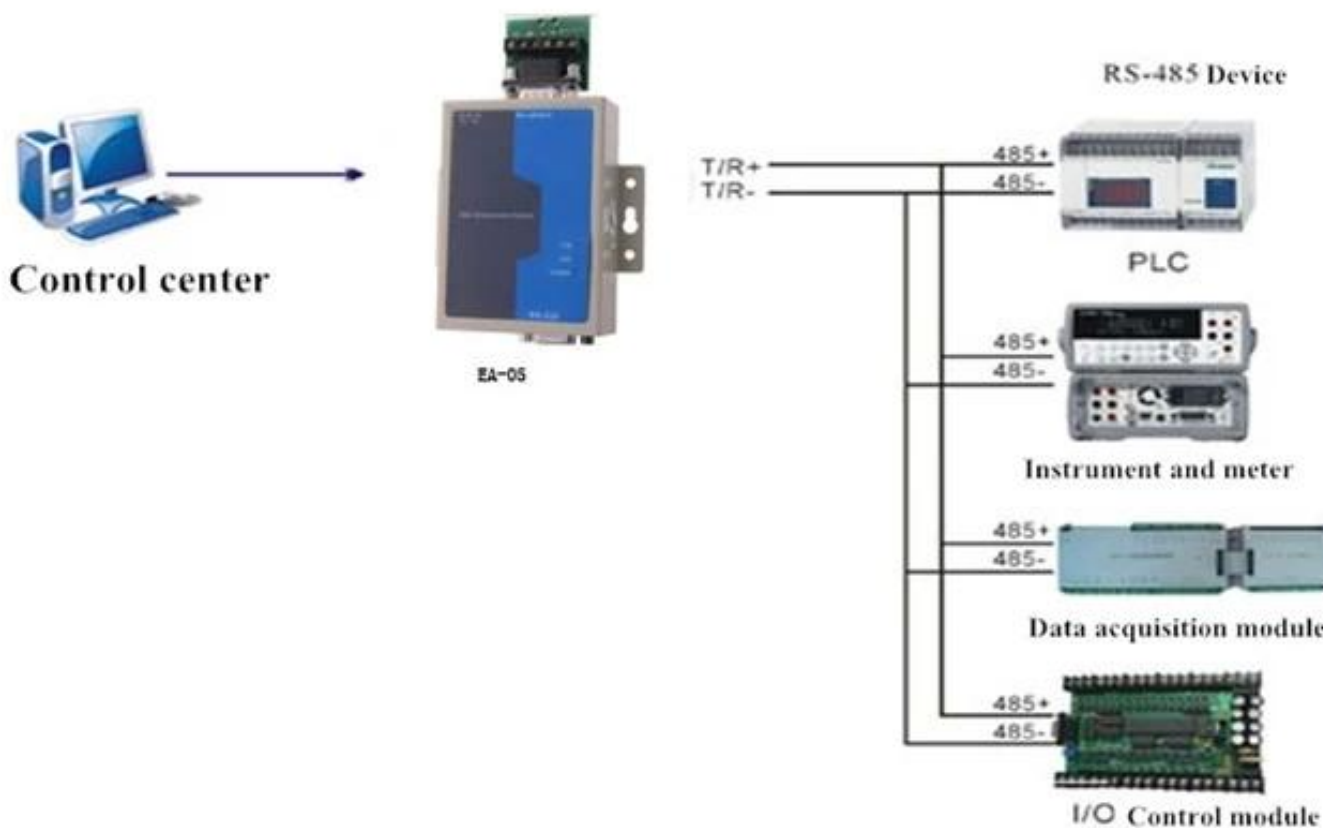 RS-485 Device
T/R+
T/R-
485+
485-
PLC
Control center
EA-05
485+
485-
Instrument and meter
485+
485-
Data acquisition module
485+
485-
I/O Control module